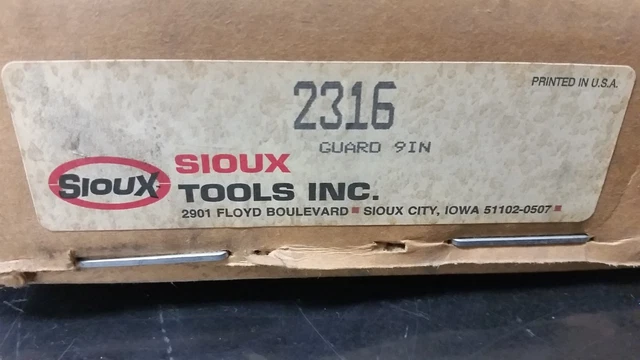 PRINTED IN U.S.A.
2316
GUARD 9IN
SIOUX
SIOUX
TOOLS INC.
2901 FLOYD BOULEVARD ▪ SIOUX CITY, IOWA 51102-0507 ▪